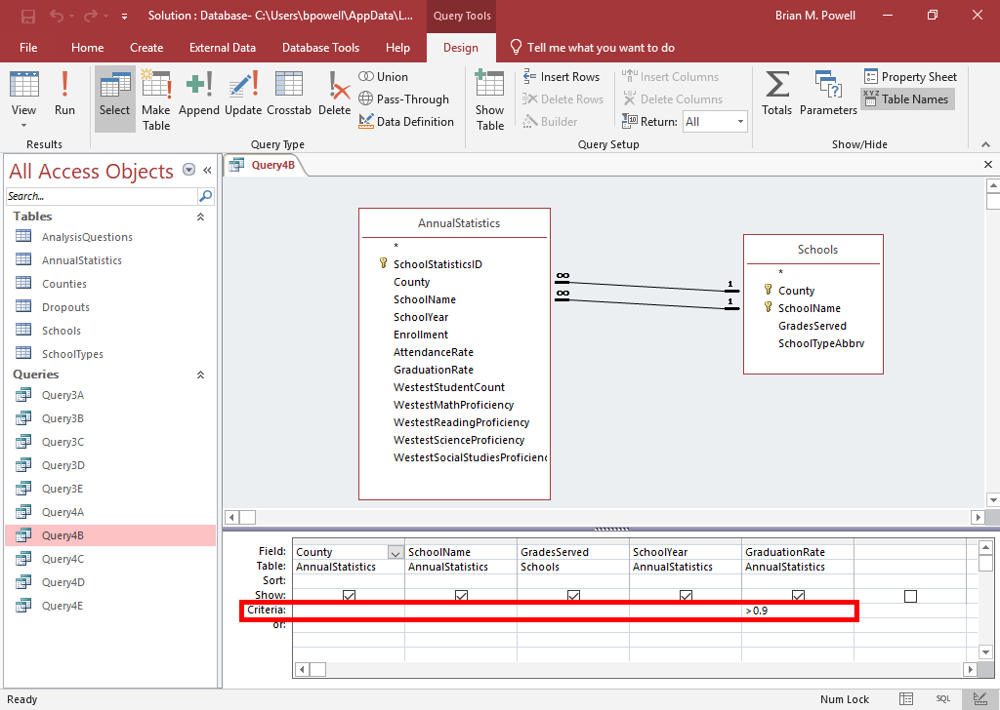 Solution : Database- C:\Users\bpowell\AppData\L... Query Tools Brian M. Powell
File Home Create External Data Database Tools Help Design Tell me what you want to do
View Run Select Make Table Append Update Crosstab Delete
Union
Pass-Through
Data Definition
Show Table
Insert Rows
Delete Rows
Builder
Insert Columns
Delete Columns
Return: All
Totals Parameters
Property Sheet
XYZ Table Names
Results Query Type Query Setup Show/Hide
All Access Objects
Search...
Tables
AnalysisQuestions
AnnualStatistics
Counties
Dropouts
Schools
SchoolTypes
Queries
Query3A
Query3B
Query3C
Query3D
Query3E
Query4A
Query4B
Query4C
Query4D
Query4E
Query4B
AnnualStatistics
*
SchoolStatisticsID
County
SchoolName
SchoolYear
Enrollment
AttendanceRate
GraduationRate
WestestStudentCount
WestestMathProficiency
WestestReadingProficiency
WestestScienceProficiency
WestestSocialStudiesProficien
∞ 1
∞ 1
Schools
*
County
SchoolName
GradesServed
SchoolTypeAbbrv
Field: County SchoolName GradesServed SchoolYear GraduationRate
Table: AnnualStatistics AnnualStatistics Schools AnnualStatistics AnnualStatistics
Sort:
Show:
Criteria: >0.9
or:
Ready Num Lock SQL